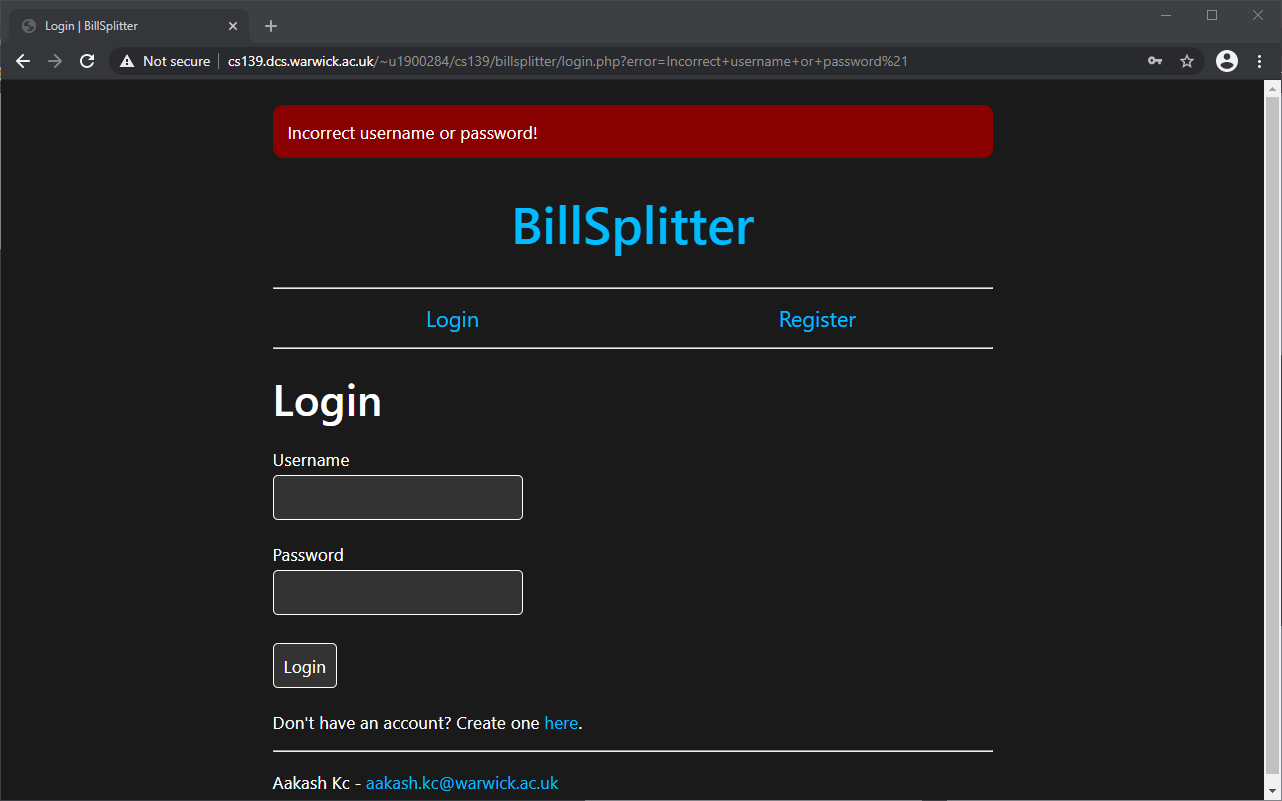 Login | BillSplitter
Not secure | cs139.dcs.warwick.ac.uk/~u1900284/cs139/billsplitter/login.php?error=Incorrect+username+or+password%21
Incorrect username or password!
BillSplitter
Login Register
Login
Username
Password
Login
Don't have an account? Create one here.
Aakash Kc - aakash.kc@warwick.ac.uk